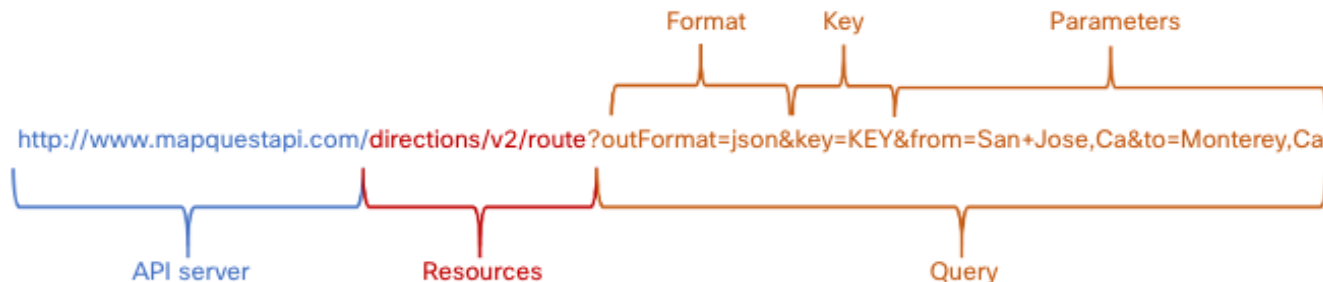 Format Key Parameters
http://www.mapquestapi.com/directions/v2/route?outFormat=json&key=KEY&from=San+Jose,Ca&to=Monterey,Ca
API server Resources Query